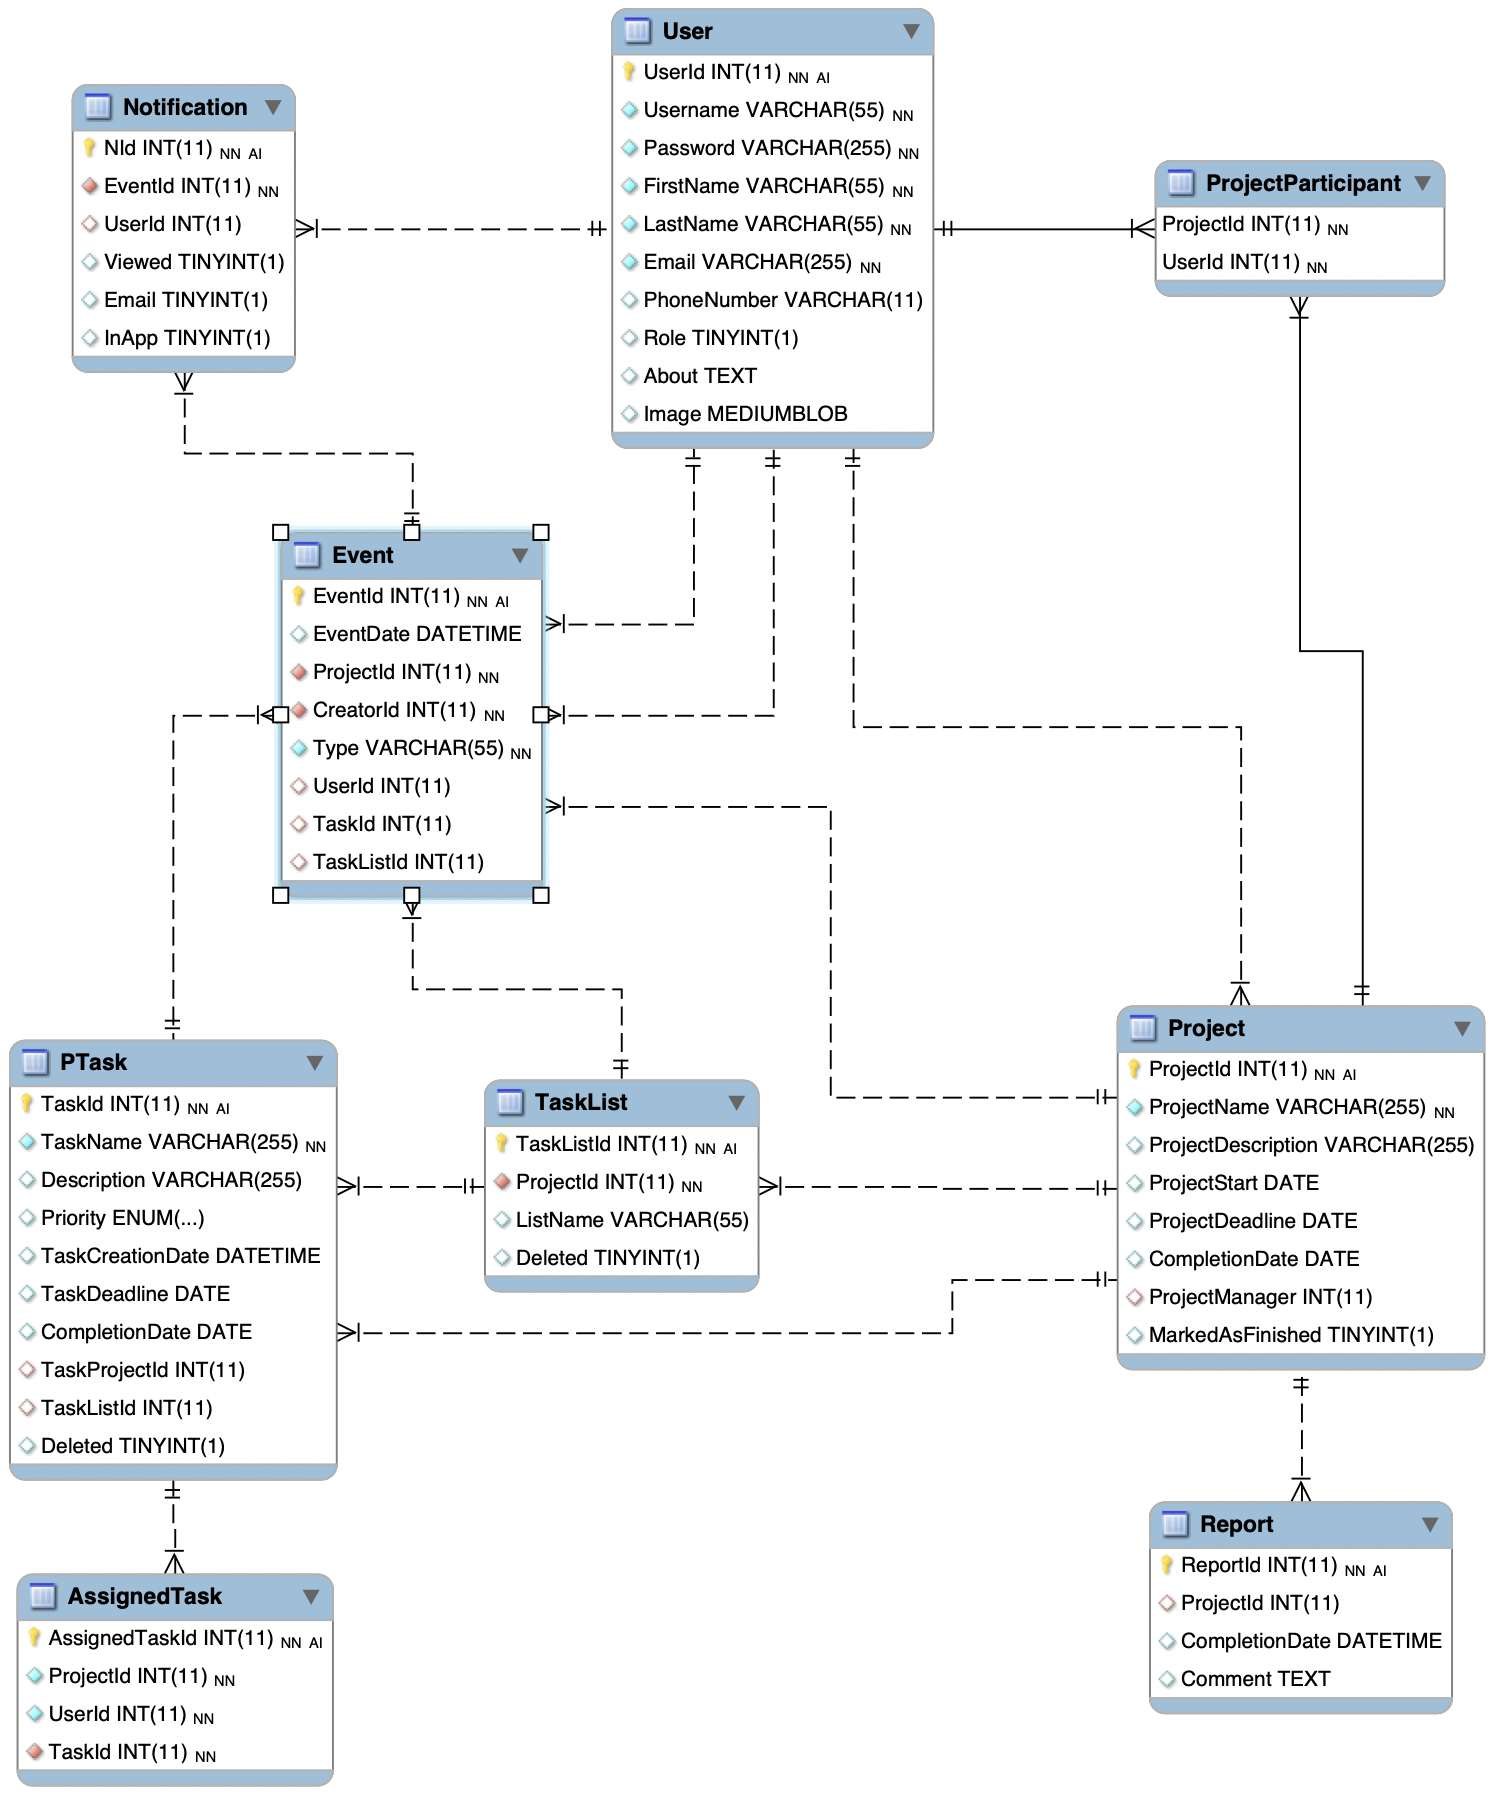 User
UserId INT(11) NN AI
Username VARCHAR(55) NN
Password VARCHAR(255) NN
FirstName VARCHAR(55) NN
LastName VARCHAR(55) NN
Email VARCHAR(255) NN
PhoneNumber VARCHAR(11)
Role TINYINT(1)
About TEXT
Image MEDIUMBLOB
Notification
NId INT(11) NN AI
EventId INT(11) NN
UserId INT(11)
Viewed TINYINT(1)
Email TINYINT(1)
InApp TINYINT(1)
ProjectParticipant
ProjectId INT(11) NN
UserId INT(11) NN
Event
EventId INT(11) NN AI
EventDate DATETIME
ProjectId INT(11) NN
CreatorId INT(11) NN
Type VARCHAR(55) NN
UserId INT(11)
TaskId INT(11)
TaskListId INT(11)
PTask
TaskId INT(11) NN AI
TaskName VARCHAR(255) NN
Description VARCHAR(255)
Priority ENUM(...)
TaskCreationDate DATETIME
TaskDeadline DATE
CompletionDate DATE
TaskProjectId INT(11)
TaskListId INT(11)
Deleted TINYINT(1)
TaskList
TaskListId INT(11) NN AI
ProjectId INT(11) NN
ListName VARCHAR(55)
Deleted TINYINT(1)
Project
ProjectId INT(11) NN AI
ProjectName VARCHAR(255) NN
ProjectDescription VARCHAR(255)
ProjectStart DATE
ProjectDeadline DATE
CompletionDate DATE
ProjectManager INT(11)
MarkedAsFinished TINYINT(1)
AssignedTask
AssignedTaskId INT(11) NN AI
ProjectId INT(11) NN
UserId INT(11) NN
TaskId INT(11) NN
Report
ReportId INT(11) NN AI
ProjectId INT(11)
CompletionDate DATETIME
Comment TEXT